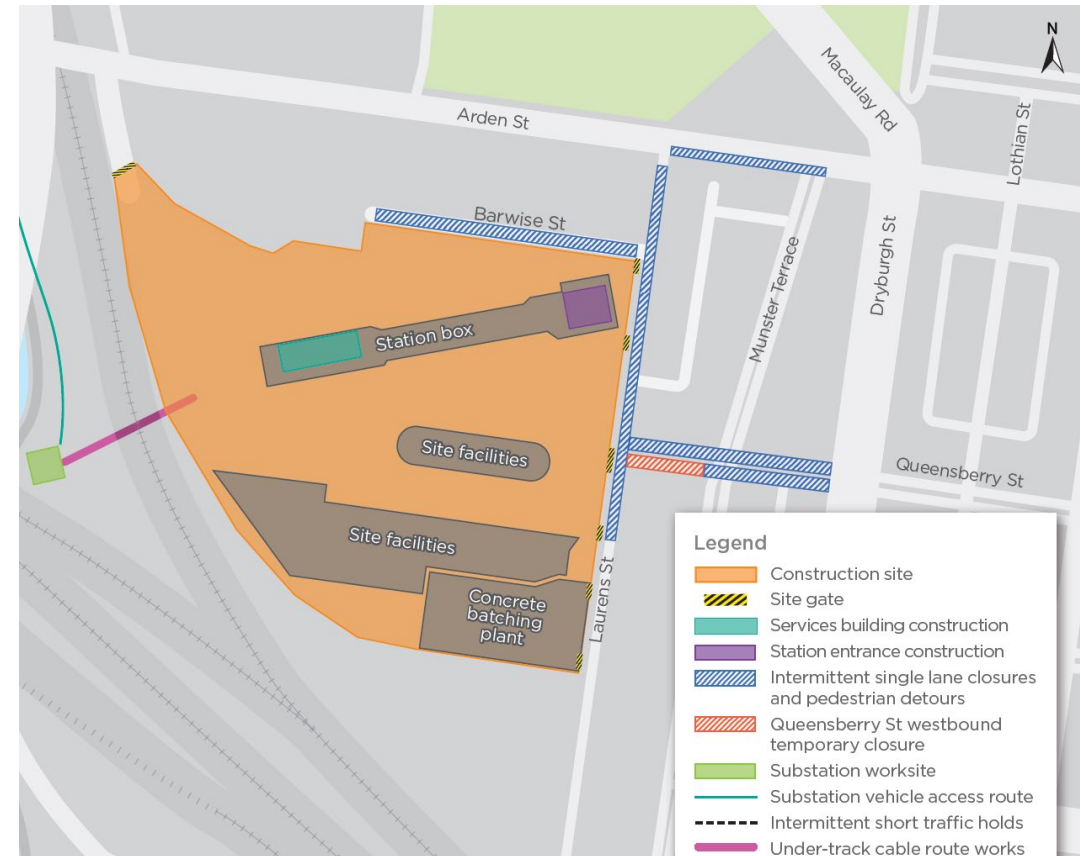 N
Macaulay Rd
Arden St
Lothian St
Barwise St
Dryburgh St
Munster Terrace
Station box
Site facilities
Queensberry St
Site facilities
Concrete
batching
plant
Laurens St
Legend
Construction site
Site gate
Services building construction
Station entrance construction
Intermittent single lane closures
and pedestrian detours
Queensberry St westbound
temporary closure
Substation worksite
Substation vehicle access route
Intermittent short traffic holds
Under-track cable route works